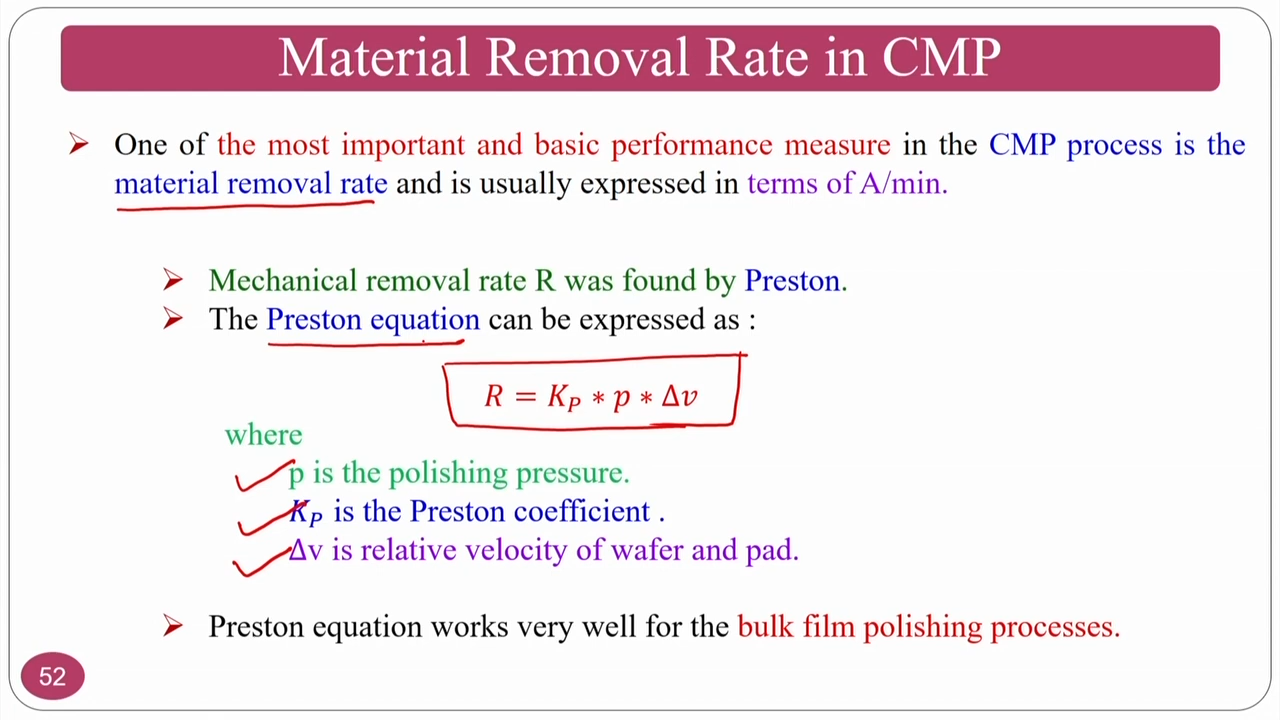 Material Removal Rate in CMP
One of the most important and basic performance measure in the CMP process is the
material removal rate and is usually expressed in terms of A/min.
Mechanical removal rate R was found by Preston.
The Preston equation can be expressed as :
R = K_P * p * Δv
where
p is the polishing pressure.
K_P is the Preston coefficient .
Δv is relative velocity of wafer and pad.
Preston equation works very well for the bulk film polishing processes.
52